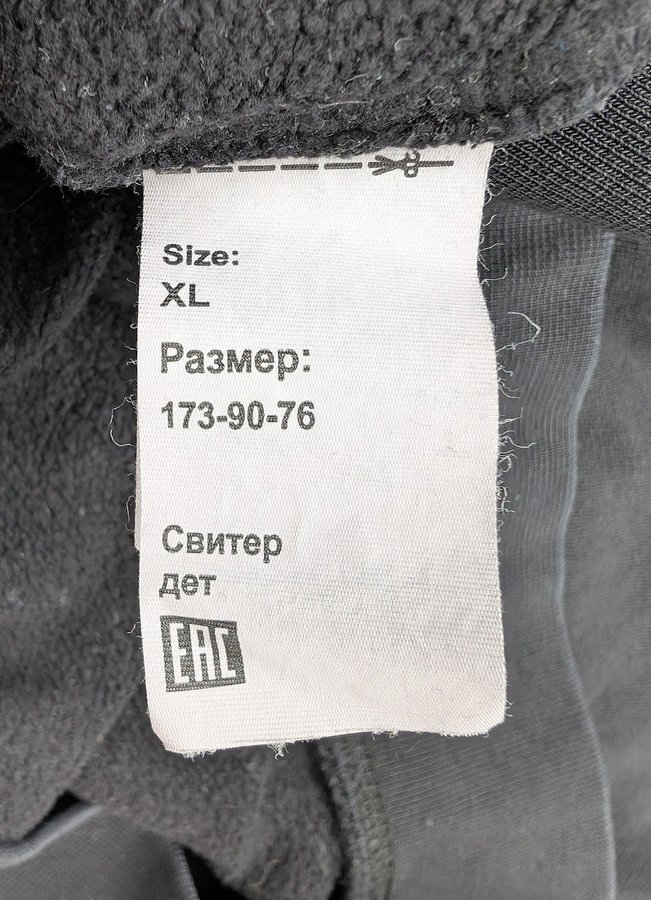 Size:
XL
Размер:
173-90-76
Свитер
дет
EAC